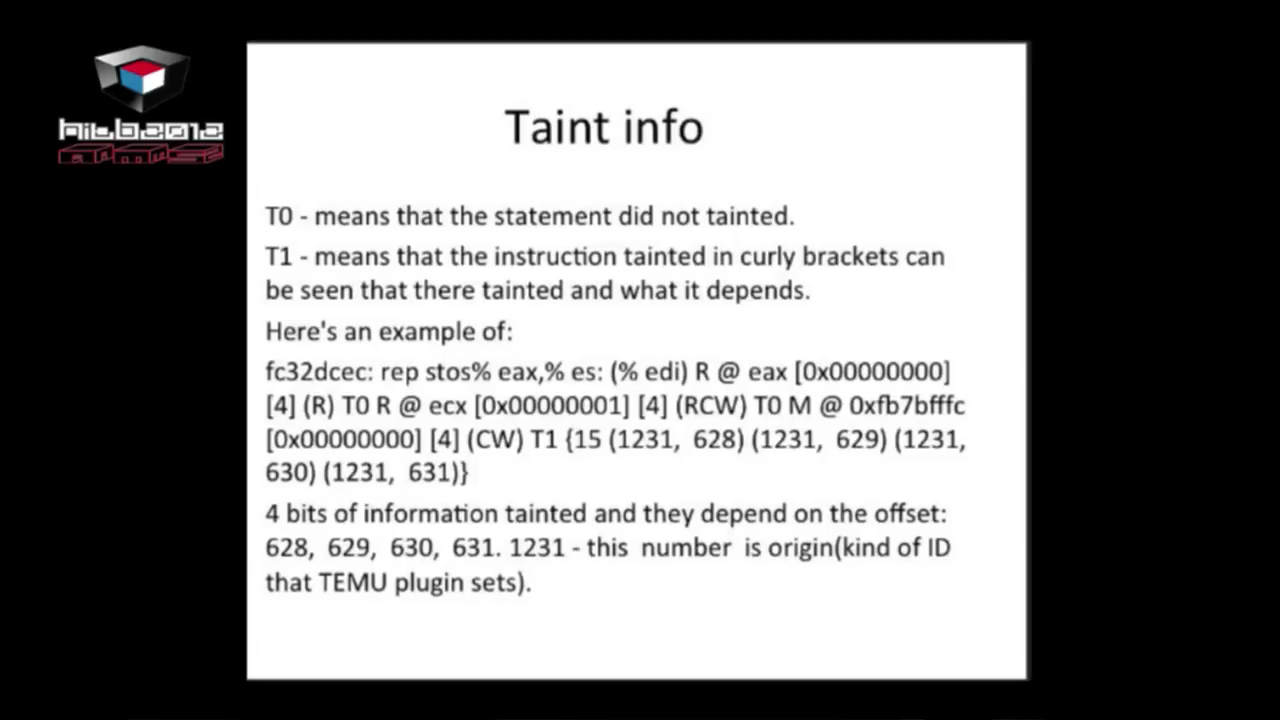 hitb2012
ams
Taint info
T0 - means that the statement did not tainted.
T1 - means that the instruction tainted in curly brackets can
be seen that there tainted and what it depends.
Here's an example of:
fc32dcec: rep stos% eax,% es: (% edi) R @ eax [0x00000000]
[4] (R) T0 R @ ecx [0x00000001] [4] (RCW) T0 M @ 0xfb7bfffc
[0x00000000] [4] (CW) T1 {15 (1231, 628) (1231, 629) (1231,
630) (1231, 631)}
4 bits of information tainted and they depend on the offset:
628, 629, 630, 631. 1231 - this number is origin(kind of ID
that TEMU plugin sets).